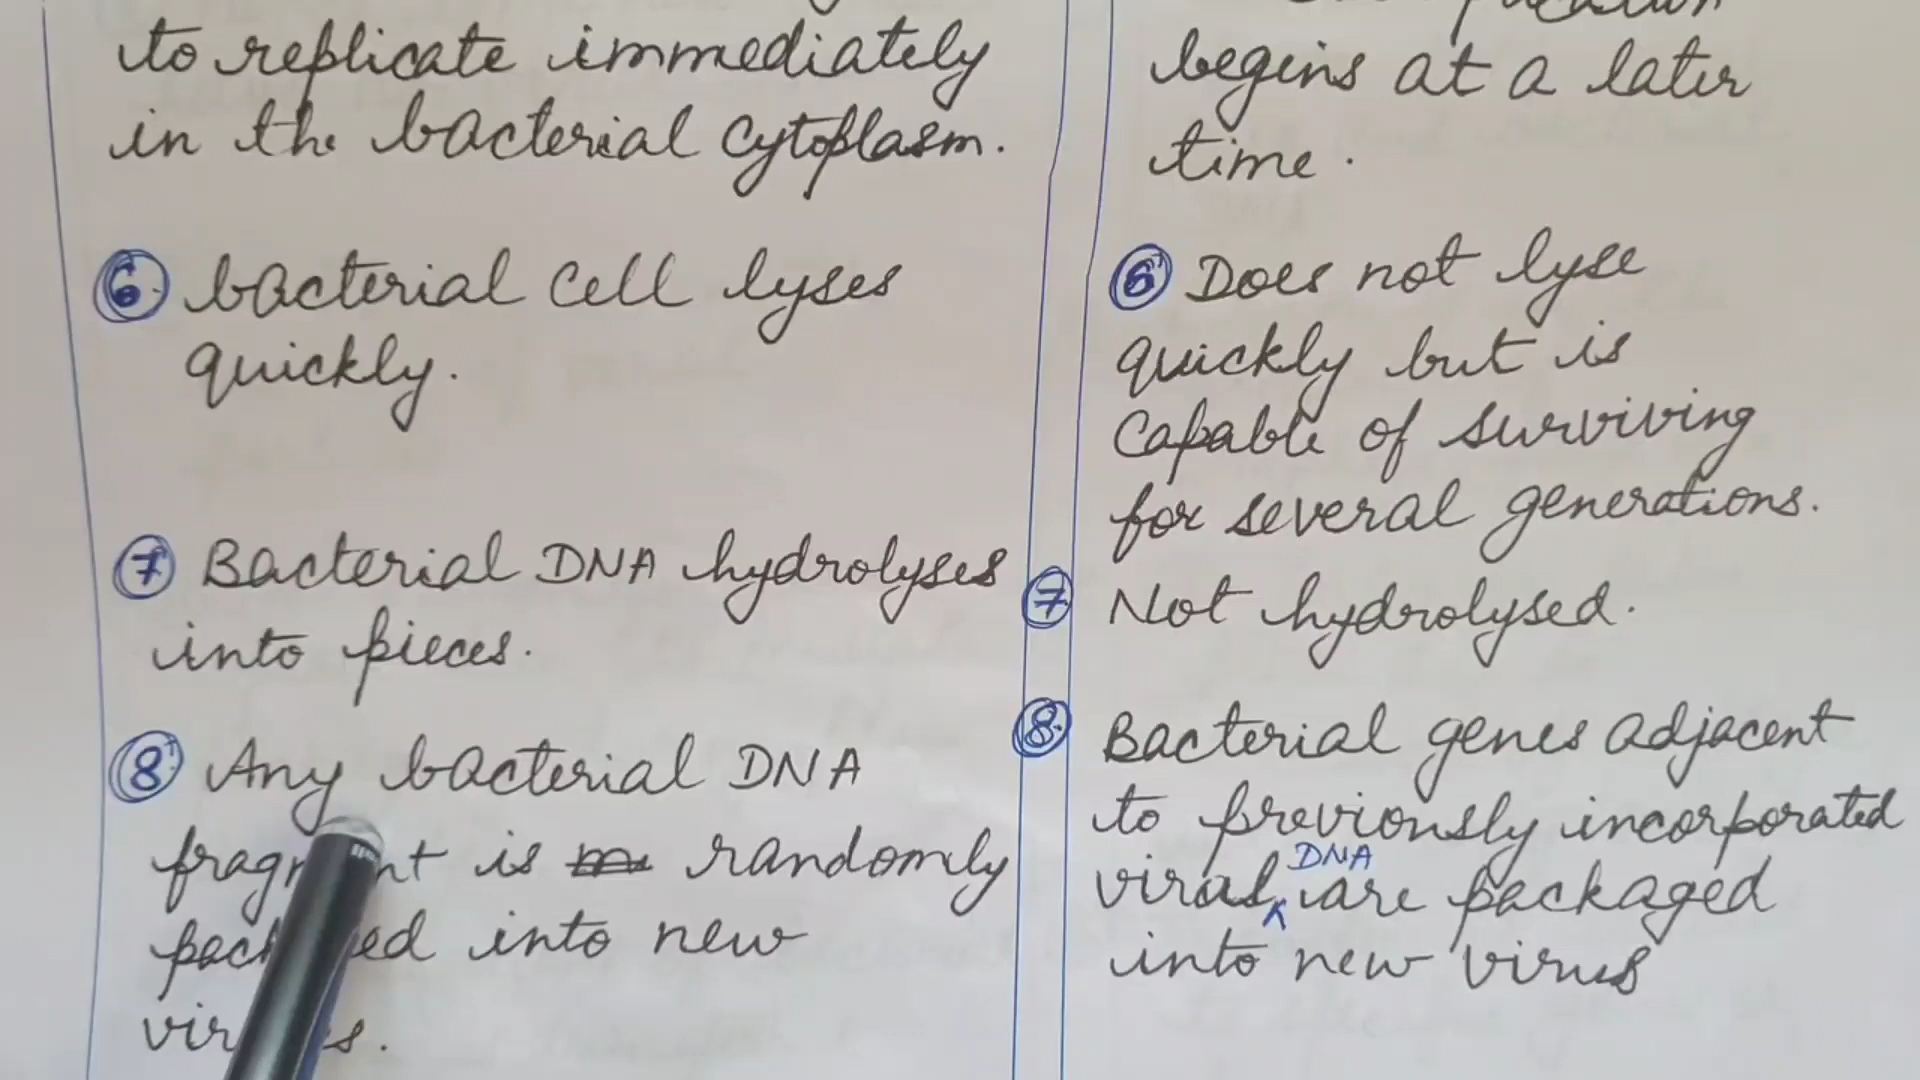 to replicate immediately
in the bacterial cytoplasm.
⑥ bacterial cell lyses
quickly.
⑦ Bacterial DNA hydrolyses
into pieces.
⑧ Any bacterial DNA
is randomly
into new
begins at a later
time.
⑥ Does not lyse
quickly but is
capable of surviving
for several generations.
⑦ Not hydrolysed.
⑧ Bacterial genes adjacent
to previously incorporated
viral DNA are packaged
into new virus